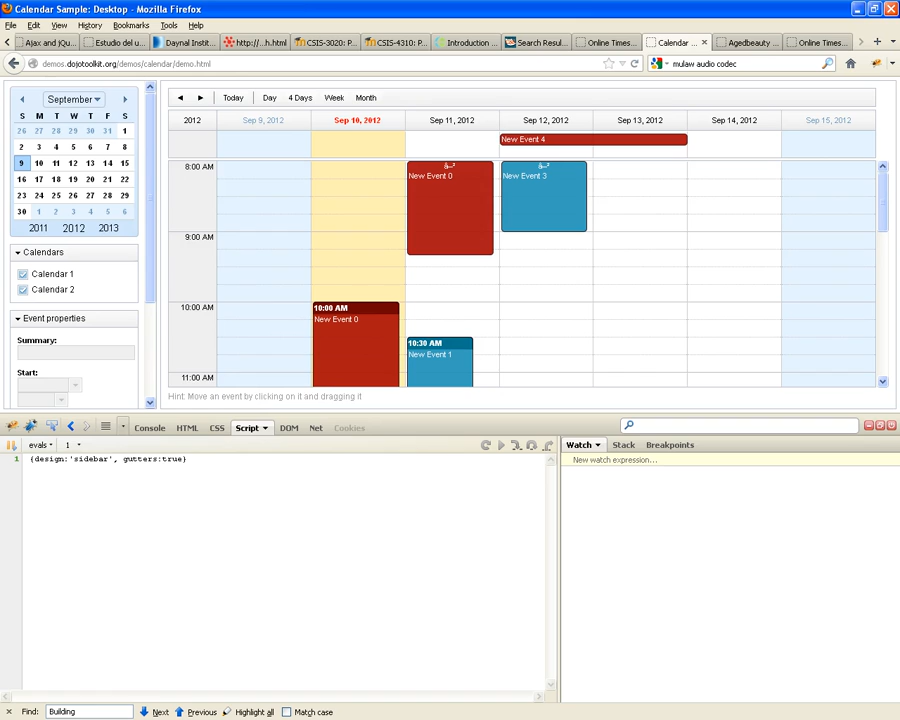 Calendar Sample: Desktop - Mozilla Firefox
File Edit View History Bookmarks Tools Help
Ajax and jQu... Estudio del u... Daynal Instit... http://...h.html CSIS-3020: P... CSIS-4310: P... Introduction ... Search Resul... Online Times... Calendar ... Agedbeauty ... Online Times...
demos.dojotoolkit.org/demos/calendar/demo.html mulaw audio codec
September
S M T W T F S
26 27 28 29 30 31 1
2 3 4 5 6 7 8
9 10 11 12 13 14 15
16 17 18 19 20 21 22
23 24 25 26 27 28 29
30 1 2 3 4 5 6
2011 2012 2013
Calendars
Calendar 1
Calendar 2
Event properties
Summary:
Start:
Today Day 4 Days Week Month
2012 Sep 9, 2012 Sep 10, 2012 Sep 11, 2012 Sep 12, 2012 Sep 13, 2012 Sep 14, 2012 Sep 15, 2012
New Event 4
8:00 AM
New Event 0 New Event 3
9:00 AM
10:00 AM
10:00 AM
New Event 0
10:30 AM
New Event 1
11:00 AM
Hint: Move an event by clicking on it and dragging it
Console HTML CSS Script DOM Net Cookies
evals 1
Watch Stack Breakpoints
1 {design:'sidebar', gutters:true}
New watch expression...
Find: Building Next Previous Highlight all Match case